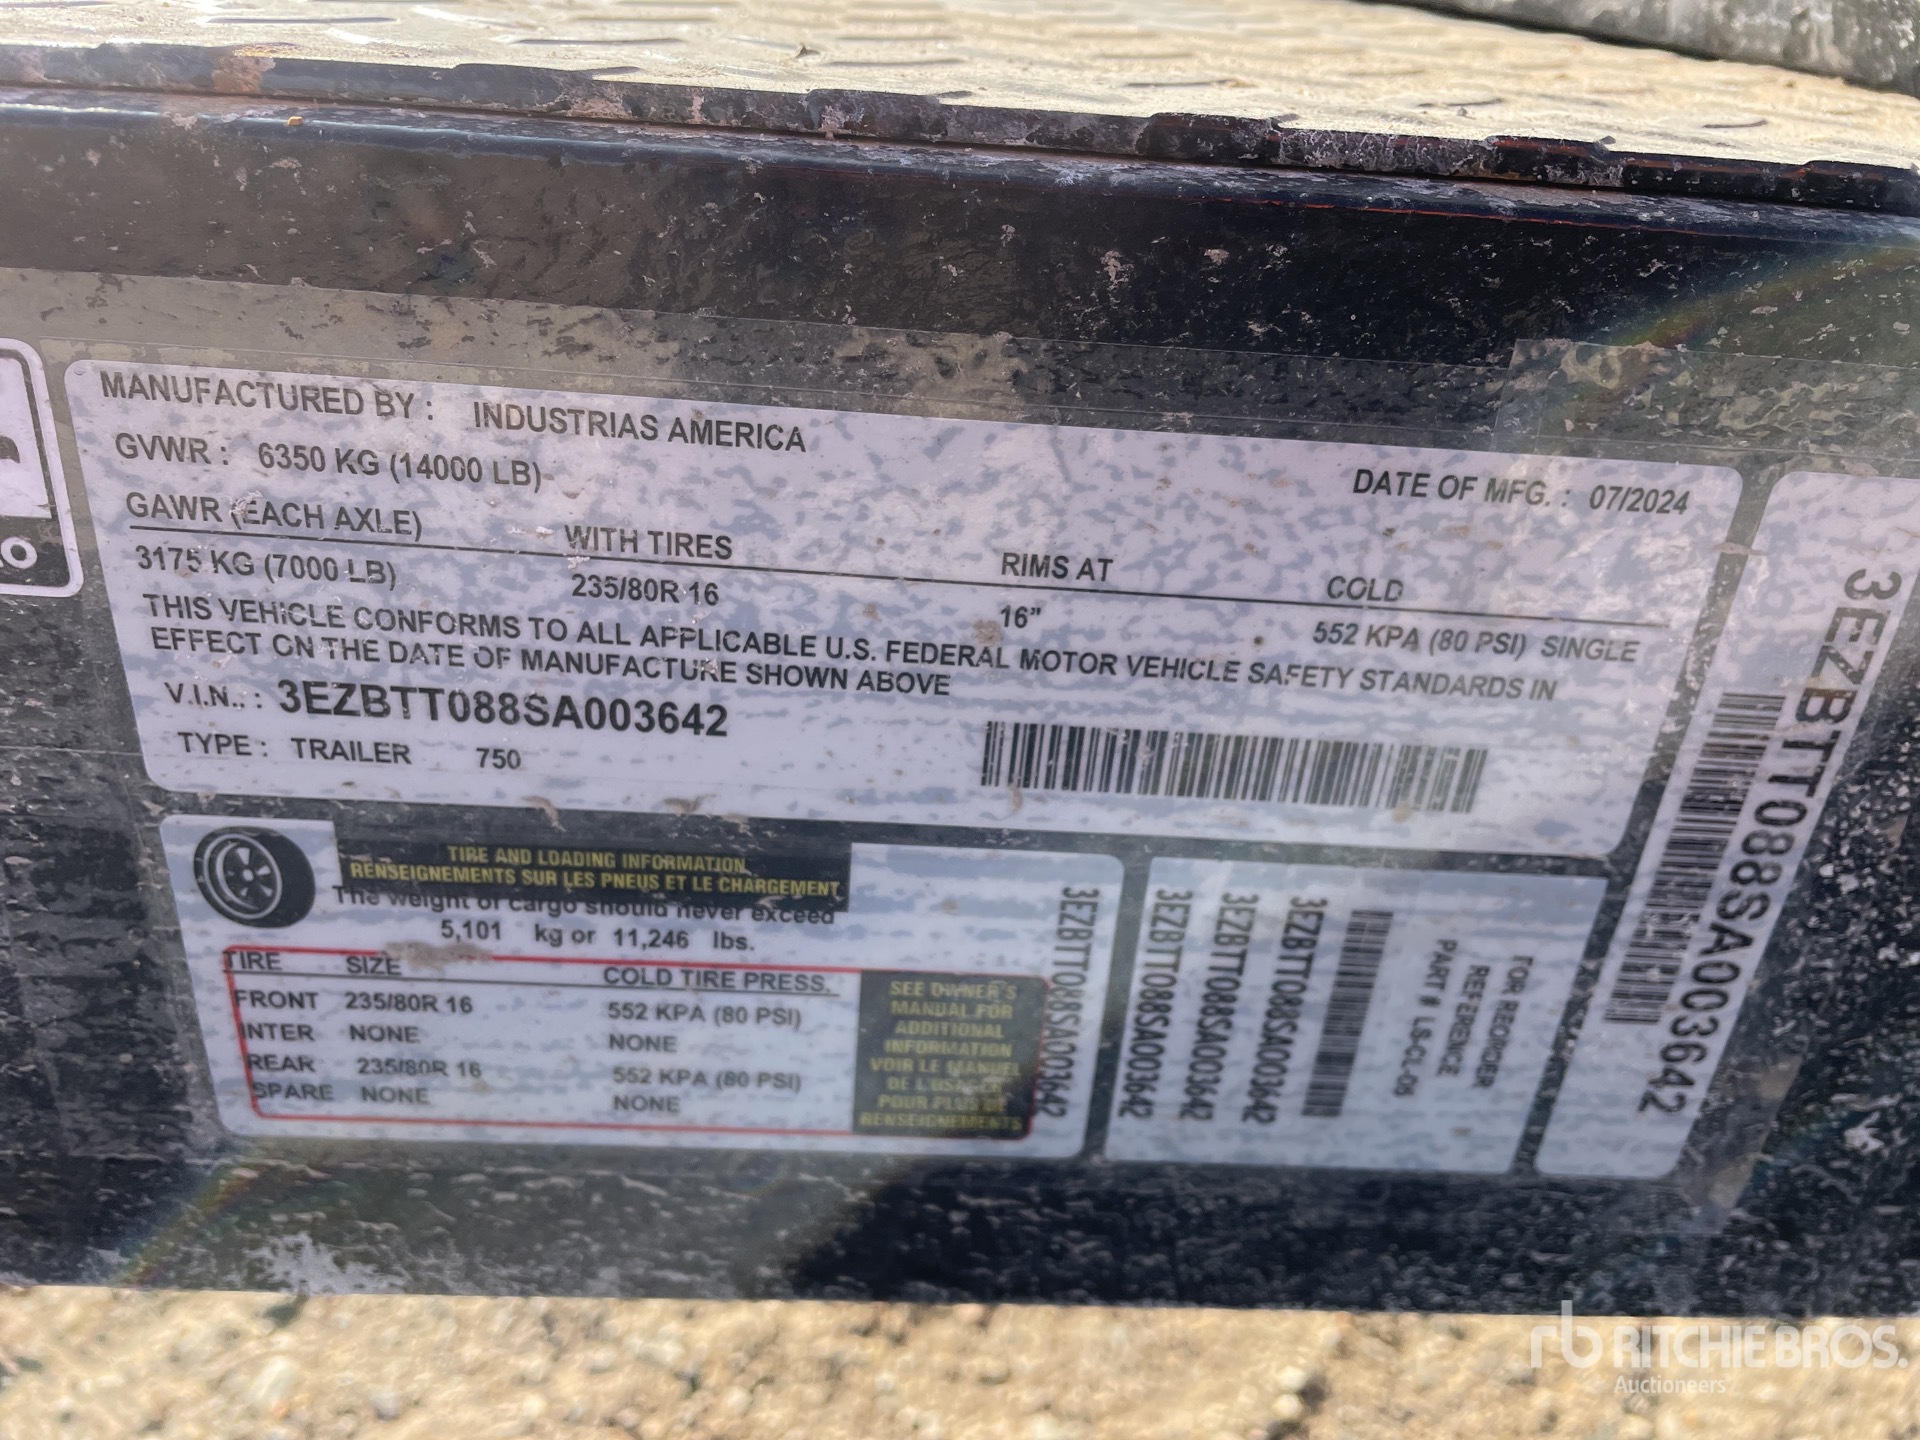 MANUFACTURED BY : INDUSTRIAS AMERICA
GVWR : 6350 KG (14000 LB)
DATE OF MFG. : 07/2024
GAWR (EACH AXLE) WITH TIRES RIMS AT COLD
3175 KG (7000 LB) 235/80R 16 16" 552 KPA (80 PSI) SINGLE
THIS VEHICLE CONFORMS TO ALL APPLICABLE U.S. FEDERAL MOTOR VEHICLE SAFETY STANDARDS IN
EFFECT ON THE DATE OF MANUFACTURE SHOWN ABOVE
V.I.N.. : 3EZBTT088SA003642
TYPE : TRAILER 750
TIRE AND LOADING INFORMATION
RENSEIGNEMENTS SUR LES PNEUS ET LE CHARGEMENT
The weight of cargo should never exceed
5,101 kg or 11,246 lbs.
TIRE SIZE COLD TIRE PRESS.
FRONT 235/80R 16 552 KPA (80 PSI)
INTER NONE NONE
REAR 235/80R 16 552 KPA (80 PSI)
SPARE NONE NONE
SEE OWNER'S
MANUAL FOR
ADDITIONAL
INFORMATION
VOIR LE MANUEL
DE L'USAGER
POUR PLUS DE
RENSEIGNEMENTS
3EZBTT088SA003642
3EZBTT088SA003642
3EZBTT088SA003642
3EZBTT088SA003642
FOR RECORDER
REFERENCE
PART # LS-CL-05
3EZBTT088SA003642
3EZBTT088SA003642
rb RITCHIE BROS.
Auctioneers